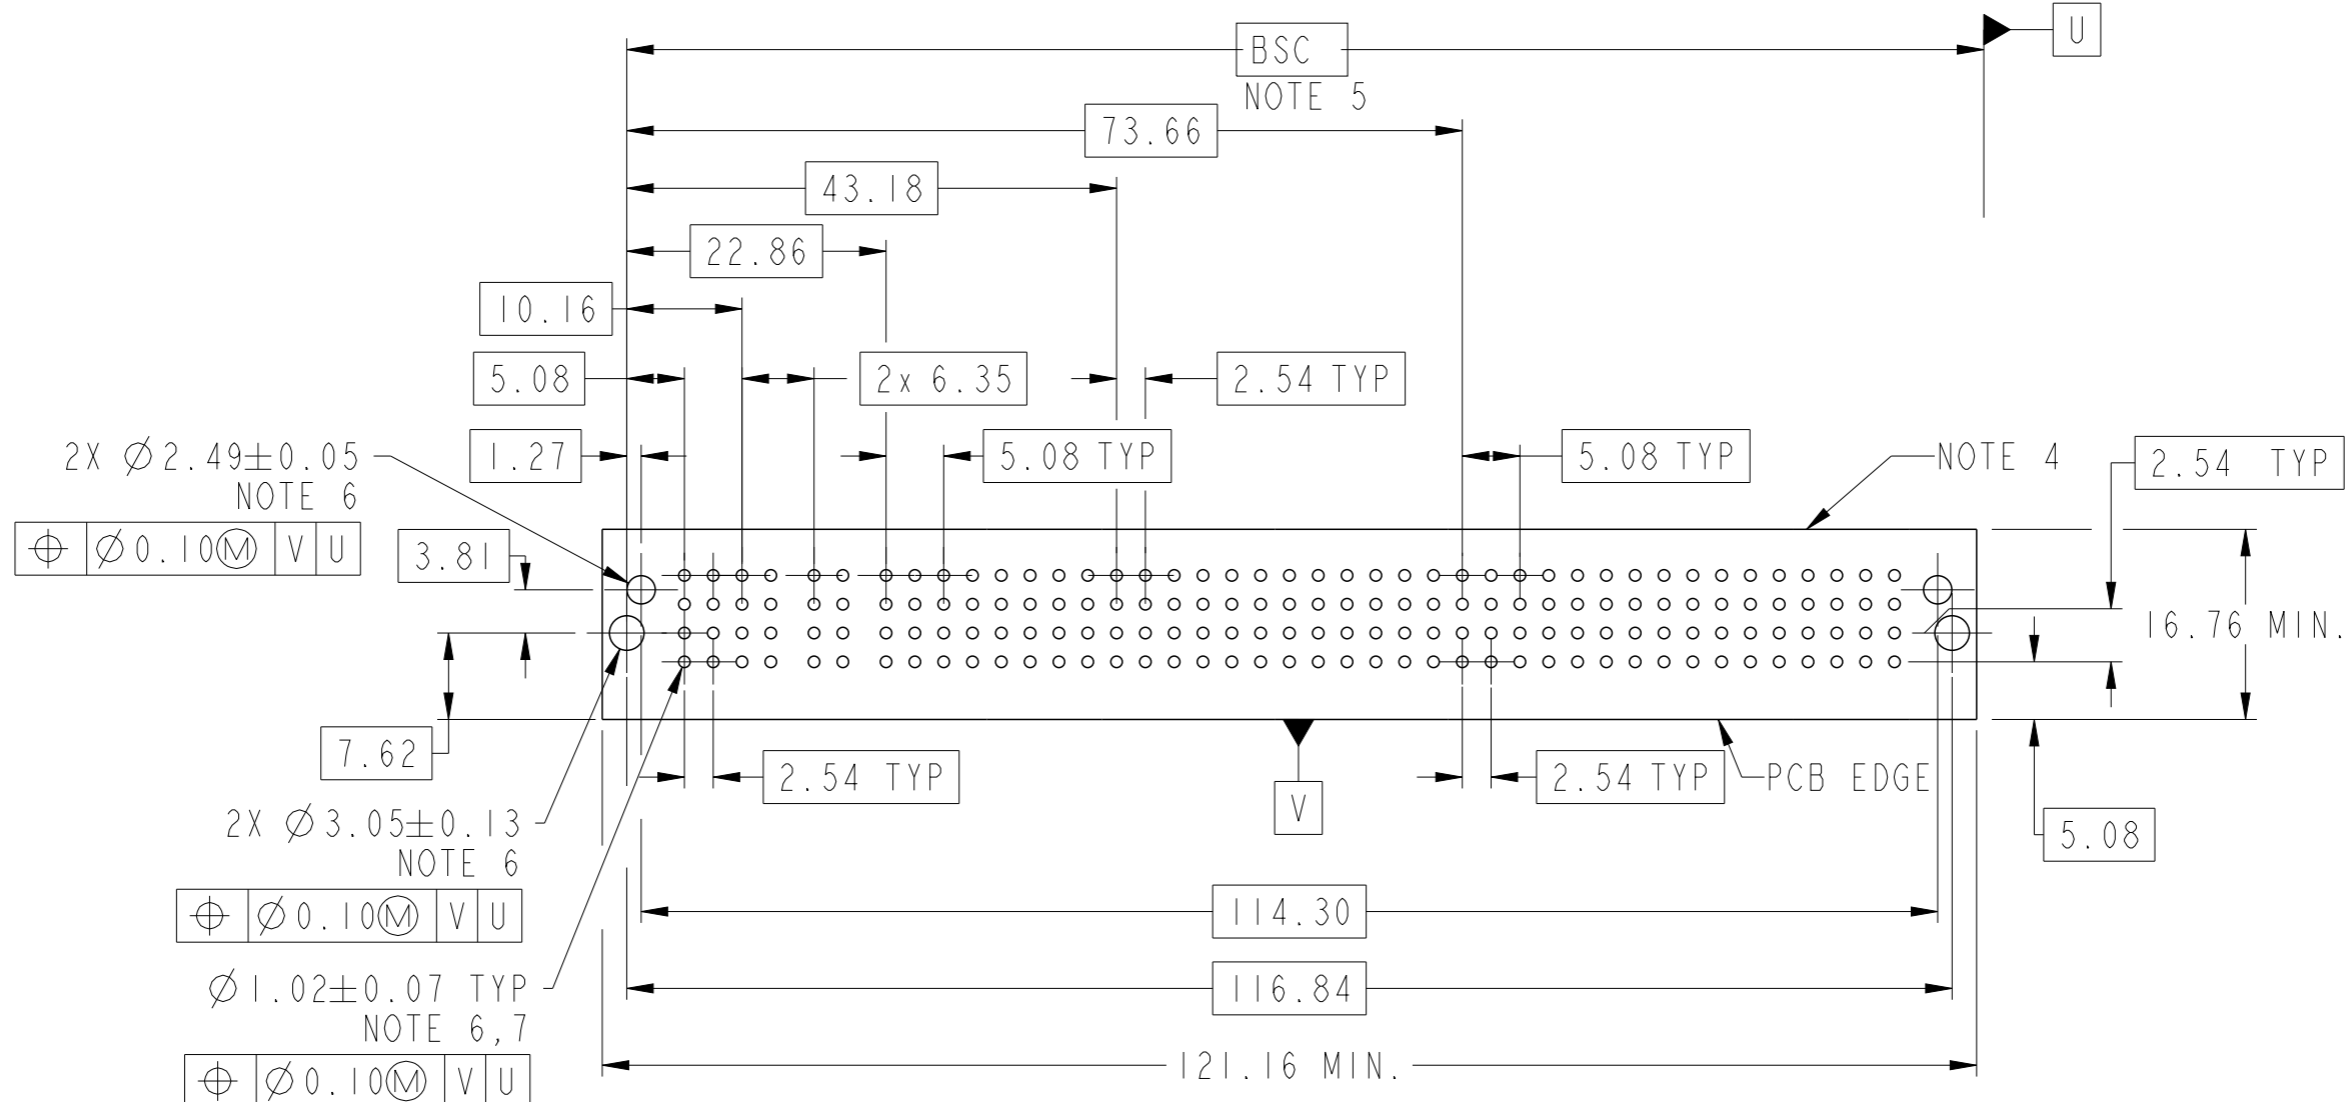 BSC
U
NOTE 5
73.66
43.18
22.86
10.16
5.08
2x 6.35
2.54 TYP
2X ∅2.49±0.05
NOTE 6
1.27
5.08 TYP
5.08 TYP
NOTE 4
2.54 TYP
⌖ ∅0.10Ⓜ V U
3.81
16.76 MIN.
7.62
2.54 TYP
V
2.54 TYP
PCB EDGE
5.08
2X ∅3.05±0.13
NOTE 6
⌖ ∅0.10Ⓜ V U
114.30
∅1.02±0.07 TYP
NOTE 6,7
116.84
⌖ ∅0.10Ⓜ V U
121.16 MIN.